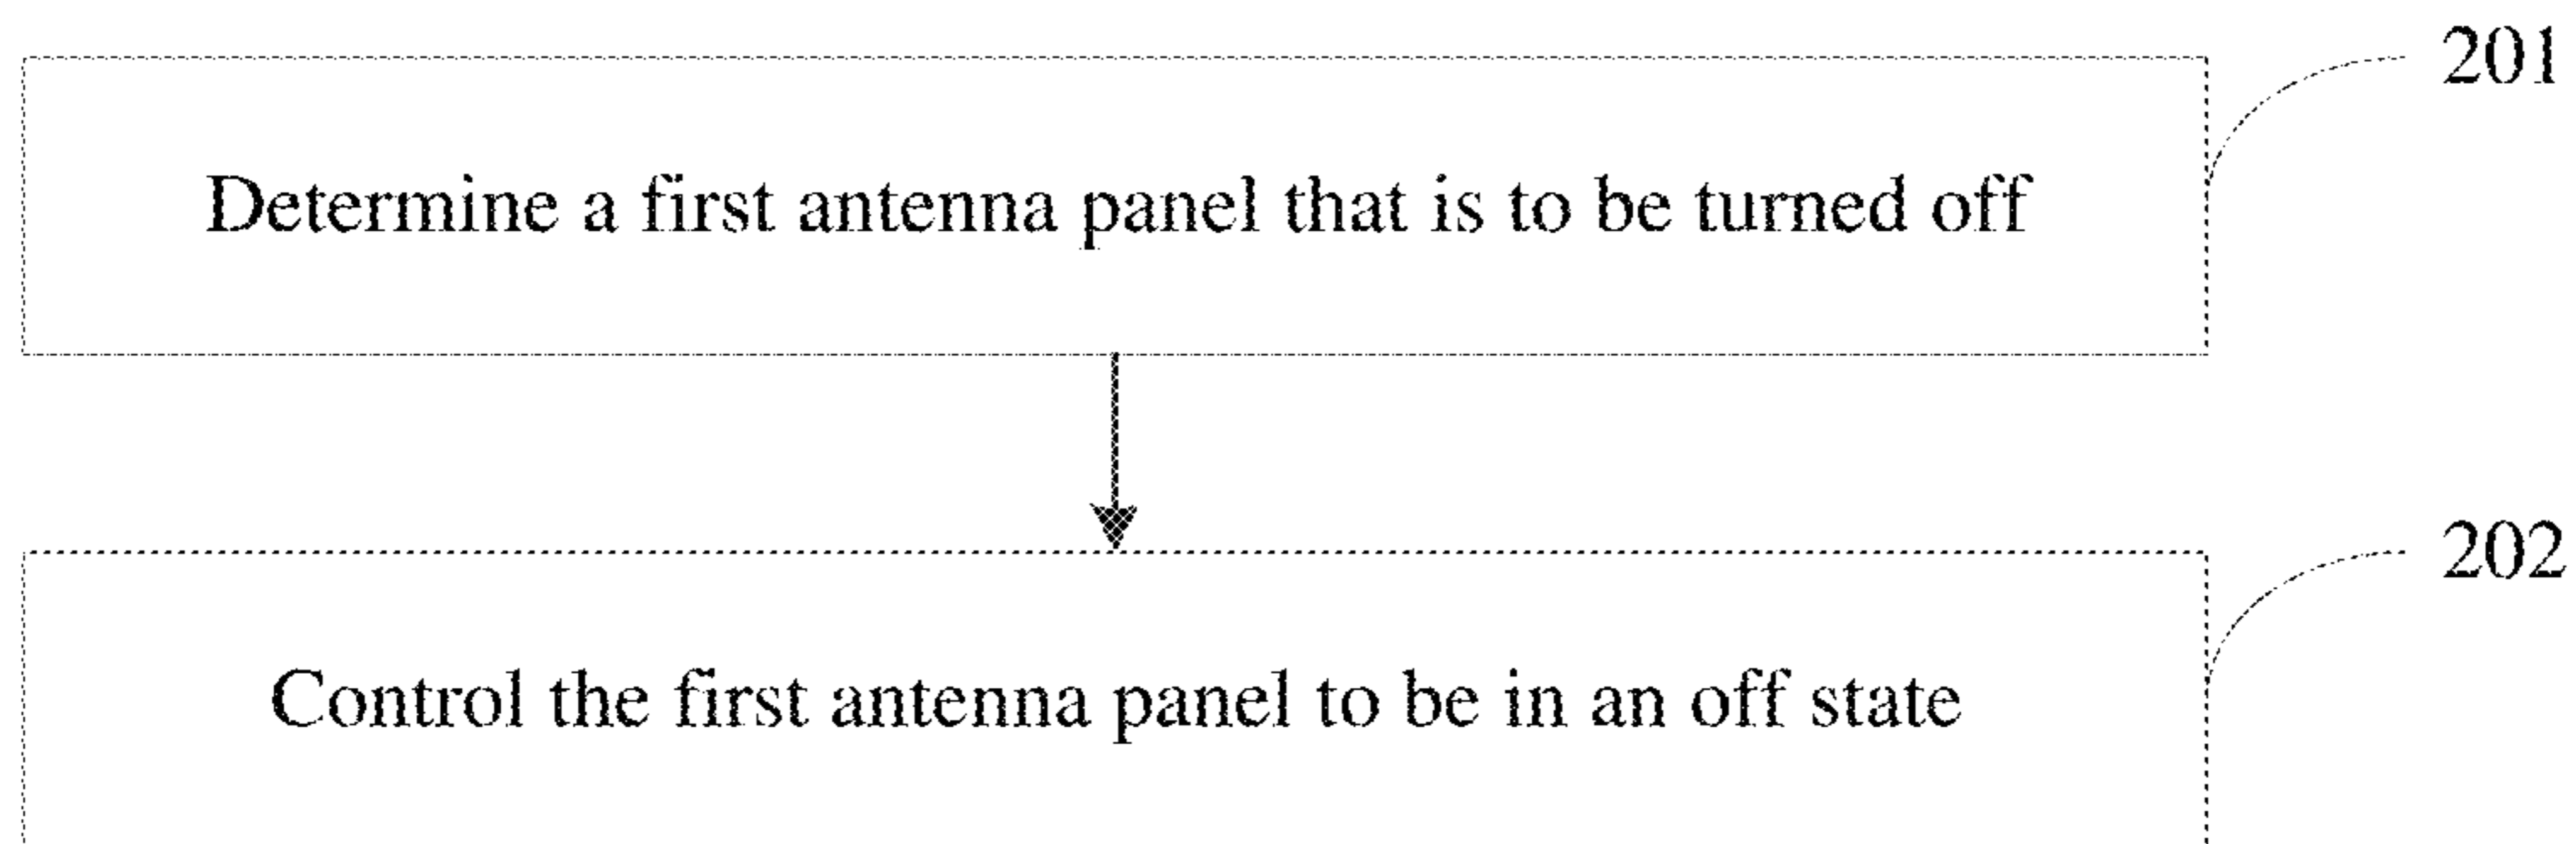 201
Determine a first antenna panel that is to be turned off
202
Control the first antenna panel to be in an off state